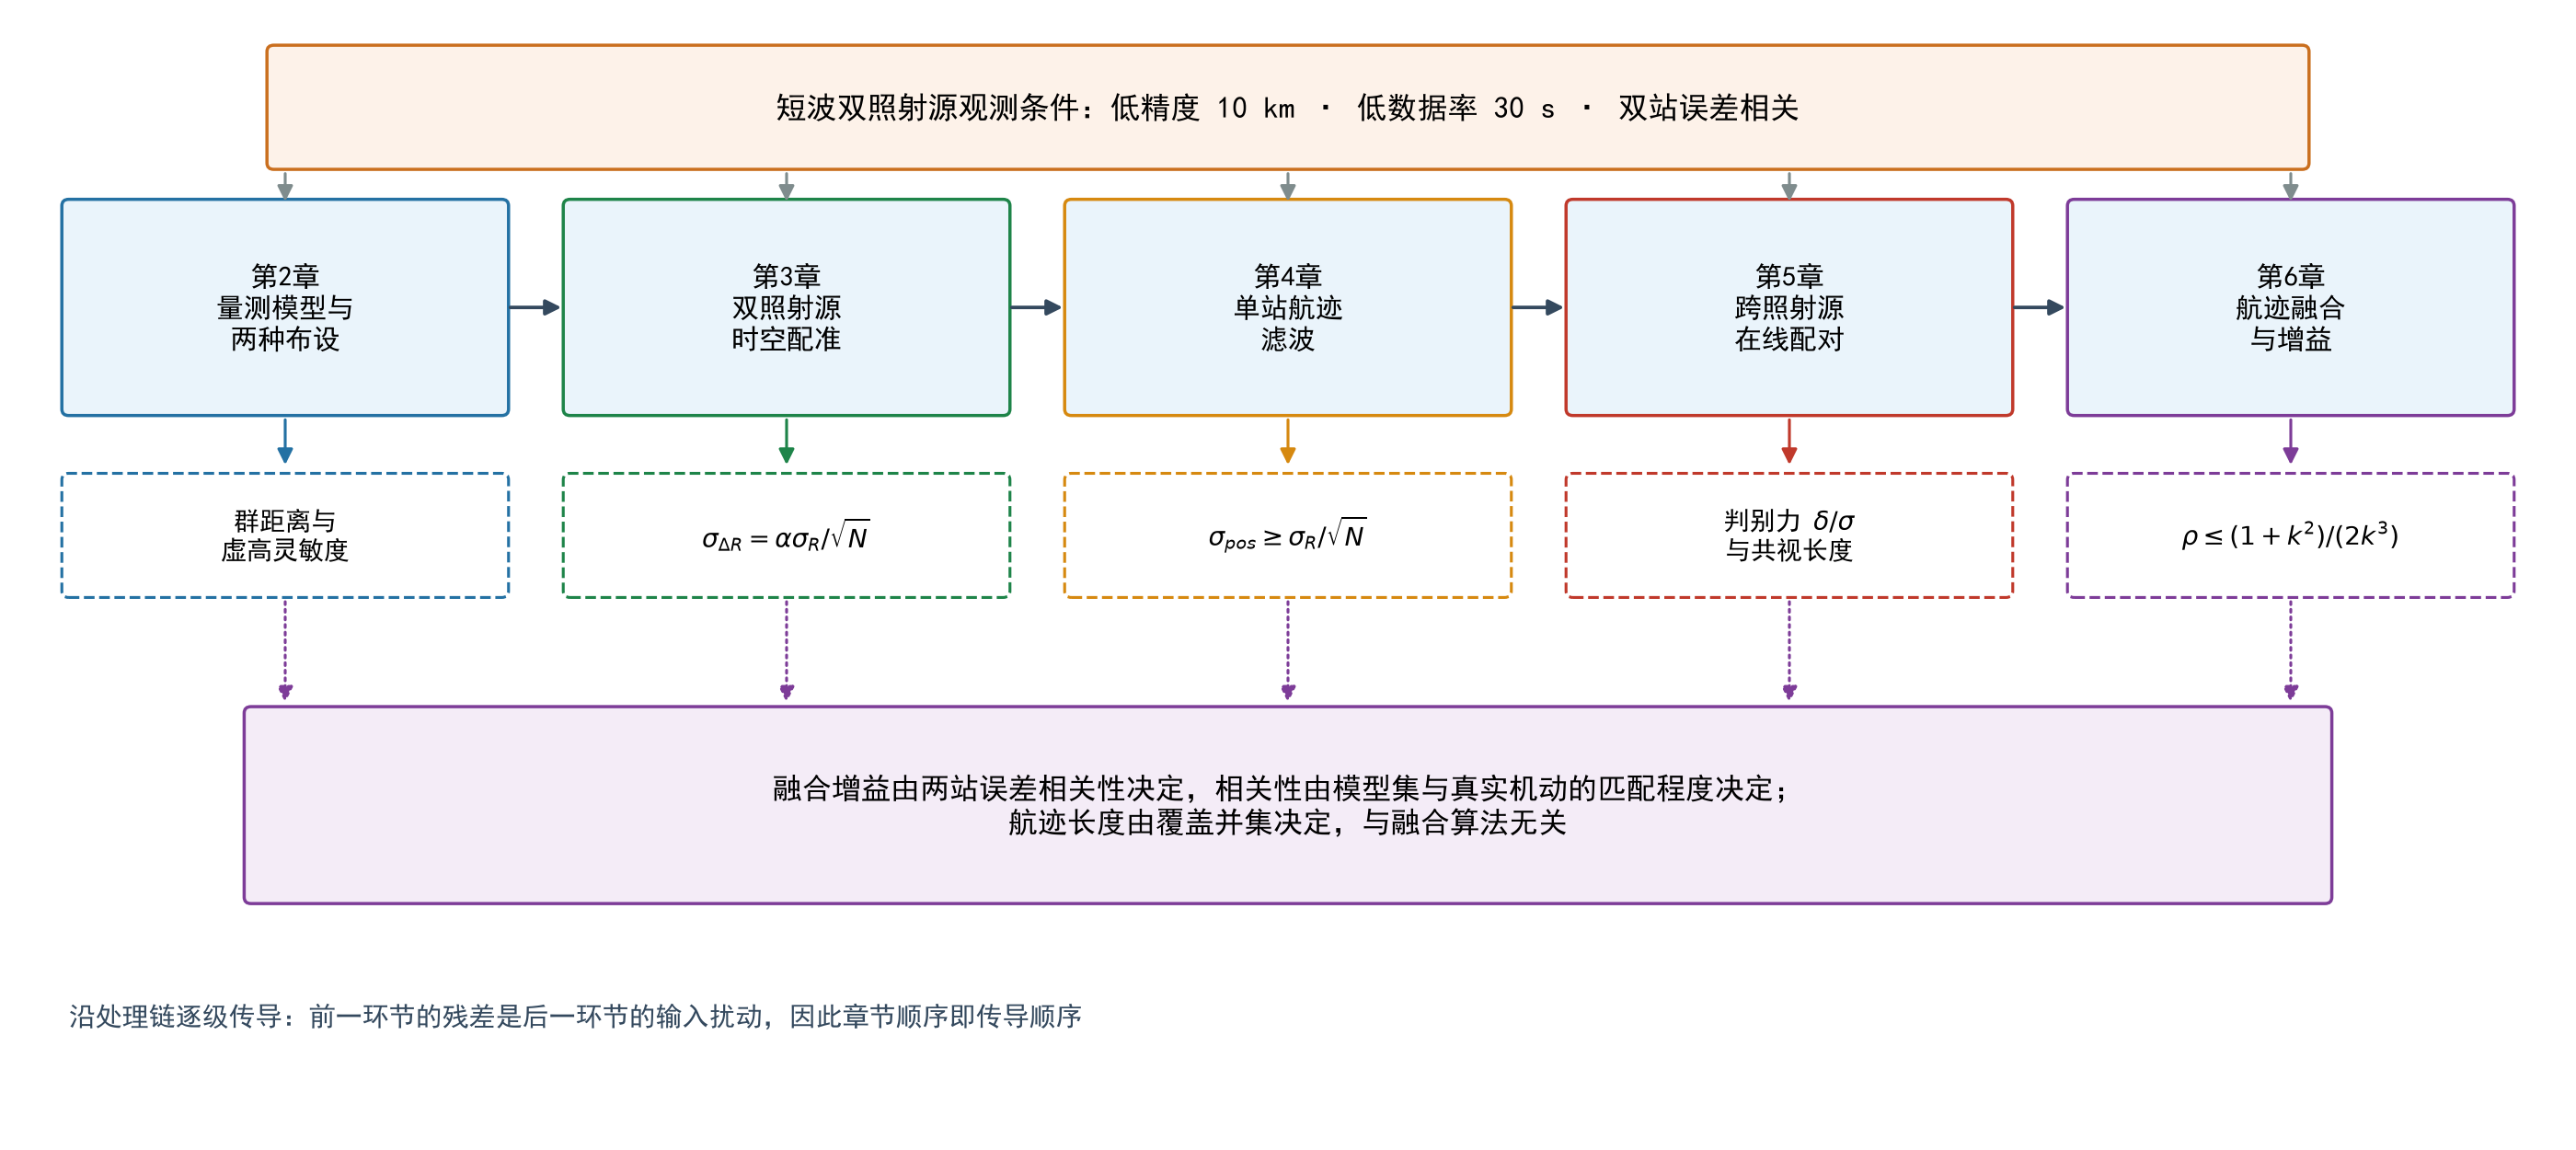 短波双照射源观测条件：低精度 10 km · 低数据率 30 s · 双站误差相关
第2章
量测模型与
两种布设
第3章
双照射源
时空配准
第4章
单站航迹
滤波
第5章
跨照射源
在线配对
第6章
航迹融合
与增益
群距离与
虚高灵敏度
σ_{ΔR} = ασ_R/√N
σ_{pos} ≥ σ_R/√N
判别力 δ/σ
与共视长度
ρ ≤ (1 + k²)/(2k³)
融合增益由两站误差相关性决定，相关性由模型集与真实机动的匹配程度决定；
航迹长度由覆盖并集决定，与融合算法无关
沿处理链逐级传导：前一环节的残差是后一环节的输入扰动，因此章节顺序即传导顺序